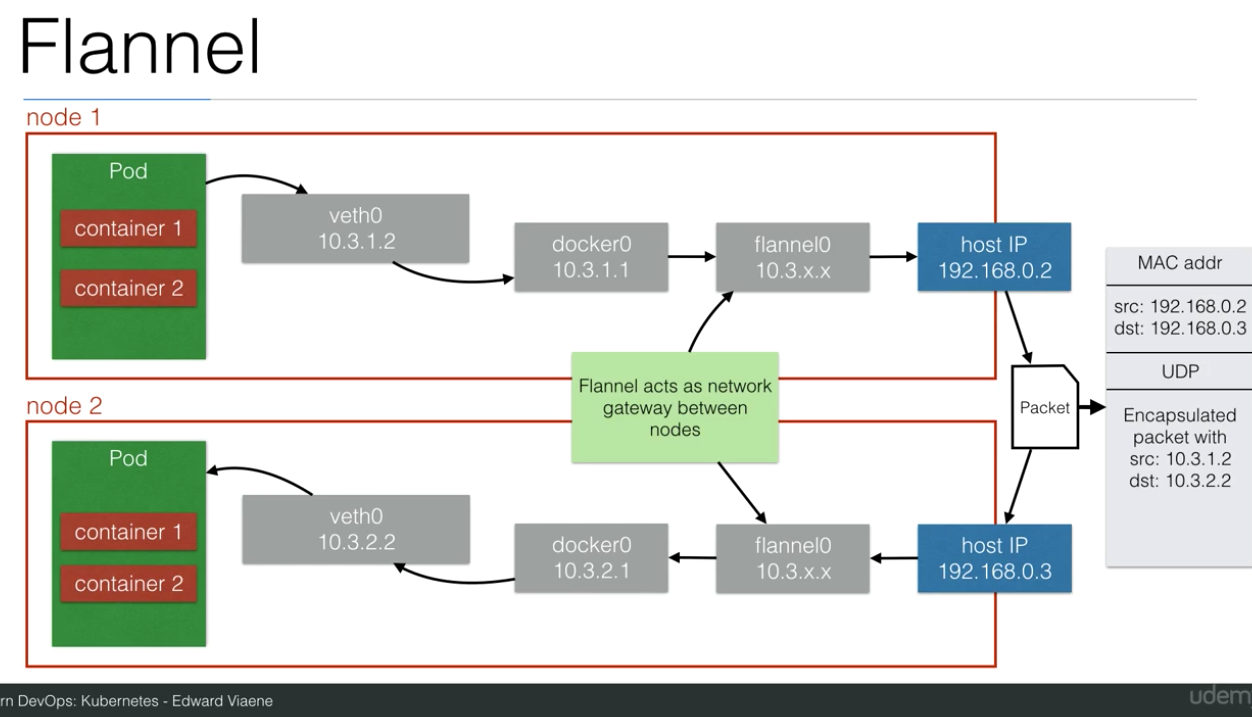 Flannel
node 1
Pod
container 1
container 2
veth0
10.3.1.2
docker0
10.3.1.1
flannel0
10.3.x.x
host IP
192.168.0.2
MAC addr
src: 192.168.0.2
dst: 192.168.0.3
UDP
Encapsulated
packet with
src: 10.3.1.2
dst: 10.3.2.2
Packet
Flannel acts as network
gateway between
nodes
node 2
Pod
container 1
container 2
veth0
10.3.2.2
docker0
10.3.2.1
flannel0
10.3.x.x
host IP
192.168.0.3
rn DevOps: Kubernetes - Edward Viaene
udem